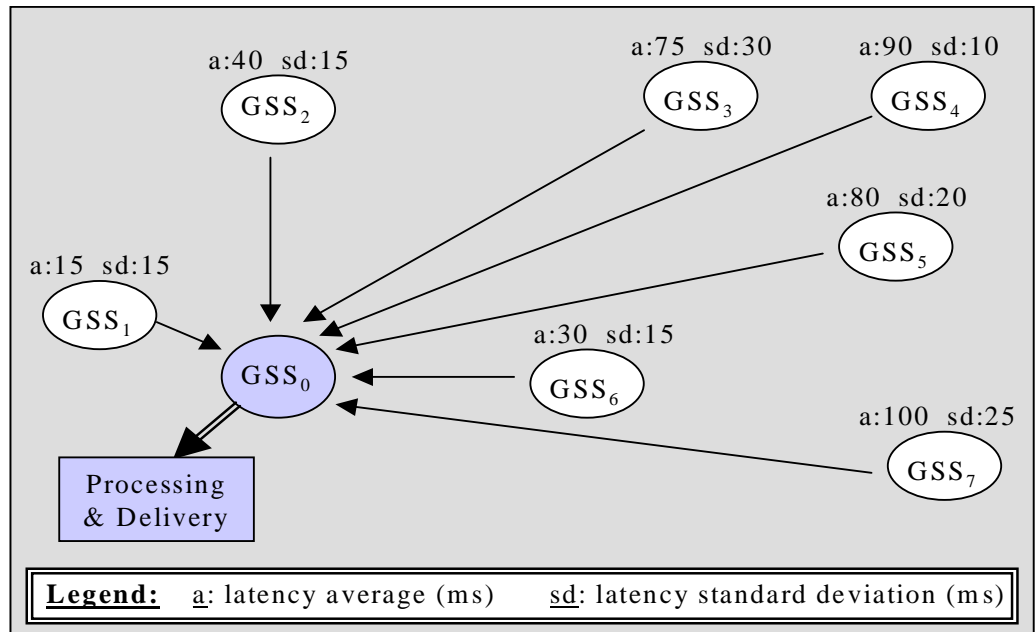 a:40 sd:15
GSS2
a:75 sd:30
GSS3
a:90 sd:10
GSS4
a:80 sd:20
GSS5
a:15 sd:15
GSS1
GSS0
a:30 sd:15
GSS6
a:100 sd:25
GSS7
Processing
& Delivery
Legend: a: latency average (ms) sd: latency standard deviation (ms)